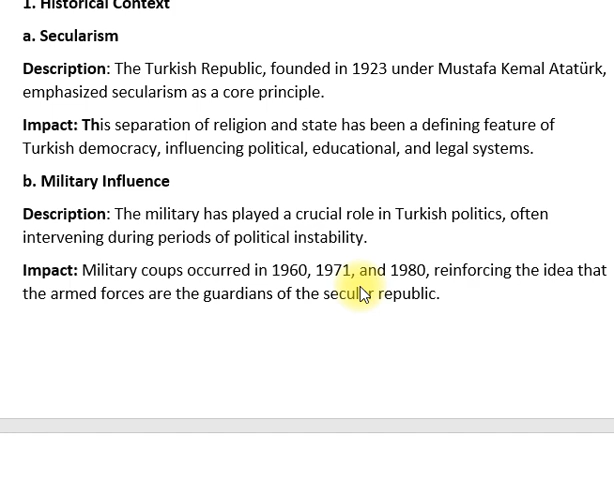 1. Historical Context
a. Secularism
Description: The Turkish Republic, founded in 1923 under Mustafa Kemal Atatürk,
emphasized secularism as a core principle.
Impact: This separation of religion and state has been a defining feature of
Turkish democracy, influencing political, educational, and legal systems.
b. Military Influence
Description: The military has played a crucial role in Turkish politics, often
intervening during periods of political instability.
Impact: Military coups occurred in 1960, 1971, and 1980, reinforcing the idea that
the armed forces are the guardians of the secular republic.